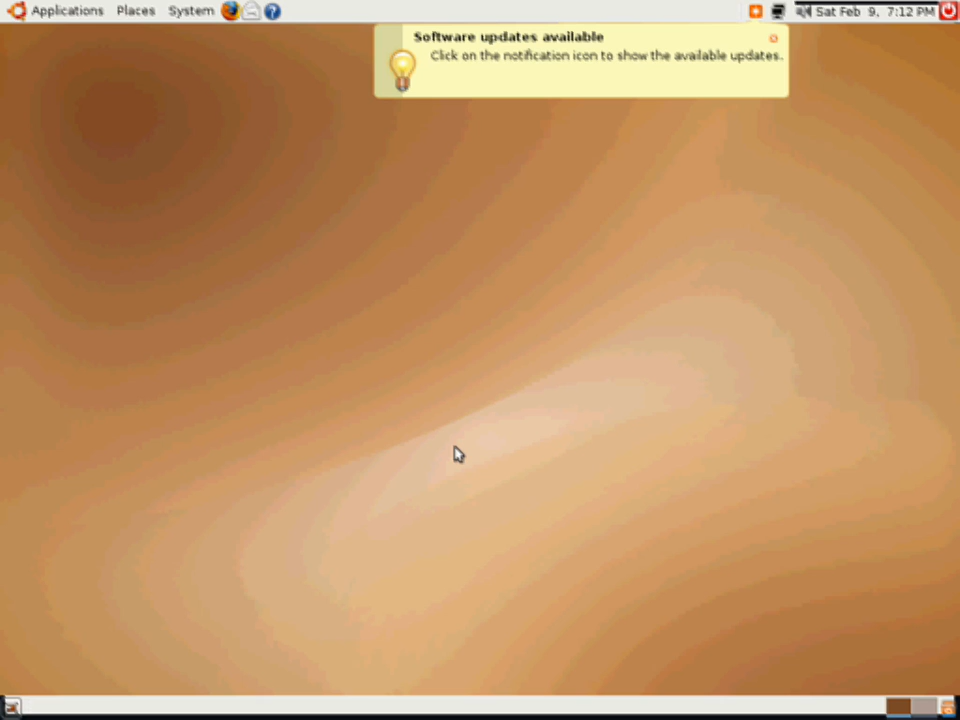 Applications Places System Sat Feb 9, 7:12 PM
Software updates available
Click on the notification icon to show the available updates.